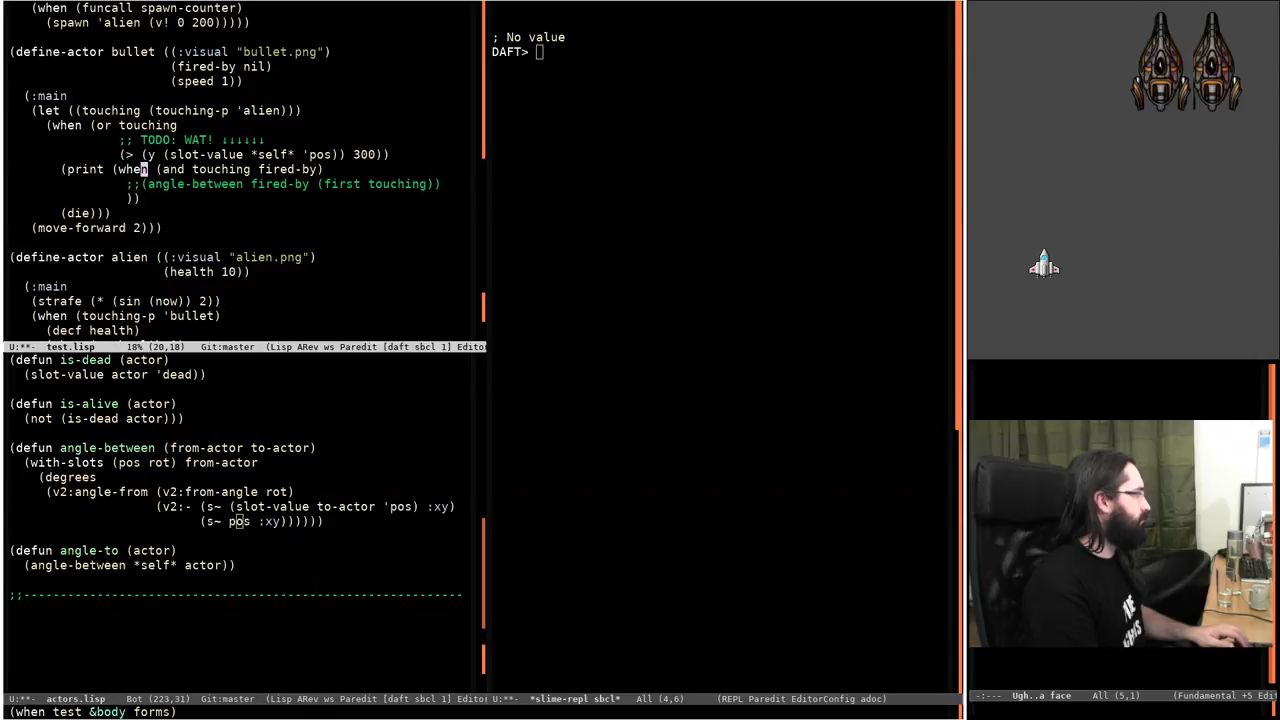 (when (funcall spawn-counter)
(spawn 'alien (v! 0 200)))))
(define-actor bullet ((:visual "bullet.png")
(fired-by nil)
(speed 1))
(:main
(let ((touching (touching-p 'alien)))
(when (or touching
;; TODO: WAT! ↓↓↓↓↓↓
(> (y (slot-value *self* 'pos)) 300))
(print (when (and touching fired-by)
;;(angle-between fired-by (first touching))
))
(die)))
(move-forward 2)))
(define-actor alien ((:visual "alien.png")
(health 10))
(:main
(strafe (* (sin (now)) 2))
(when (touching-p 'bullet)
(decf health)
U:**- test.lisp 18% (20,18) Git:master (Lisp ARev ws Paredit [daft sbcl 1] Editor
(defun is-dead (actor)
(slot-value actor 'dead))
(defun is-alive (actor)
(not (is-dead actor)))
(defun angle-between (from-actor to-actor)
(with-slots (pos rot) from-actor
(degrees
(v2:angle-from (v2:from-angle rot)
(v2:- (s~ (slot-value to-actor 'pos) :xy)
(s~ pos :xy))))))
(defun angle-to (actor)
(angle-between *self* actor))
;;--------------------------------------------------------------
U:**- actors.lisp Bot (223,31) Git:master (Lisp ARev ws Paredit [daft sbcl 1] Editor
(when test &body forms)
; No value
DAFT>
U:**- *slime-repl sbcl* All (4,6) (REPL Paredit EditorConfig adoc)
-:--- Ugh..a face All (5,1) (Fundamental +5 Edit